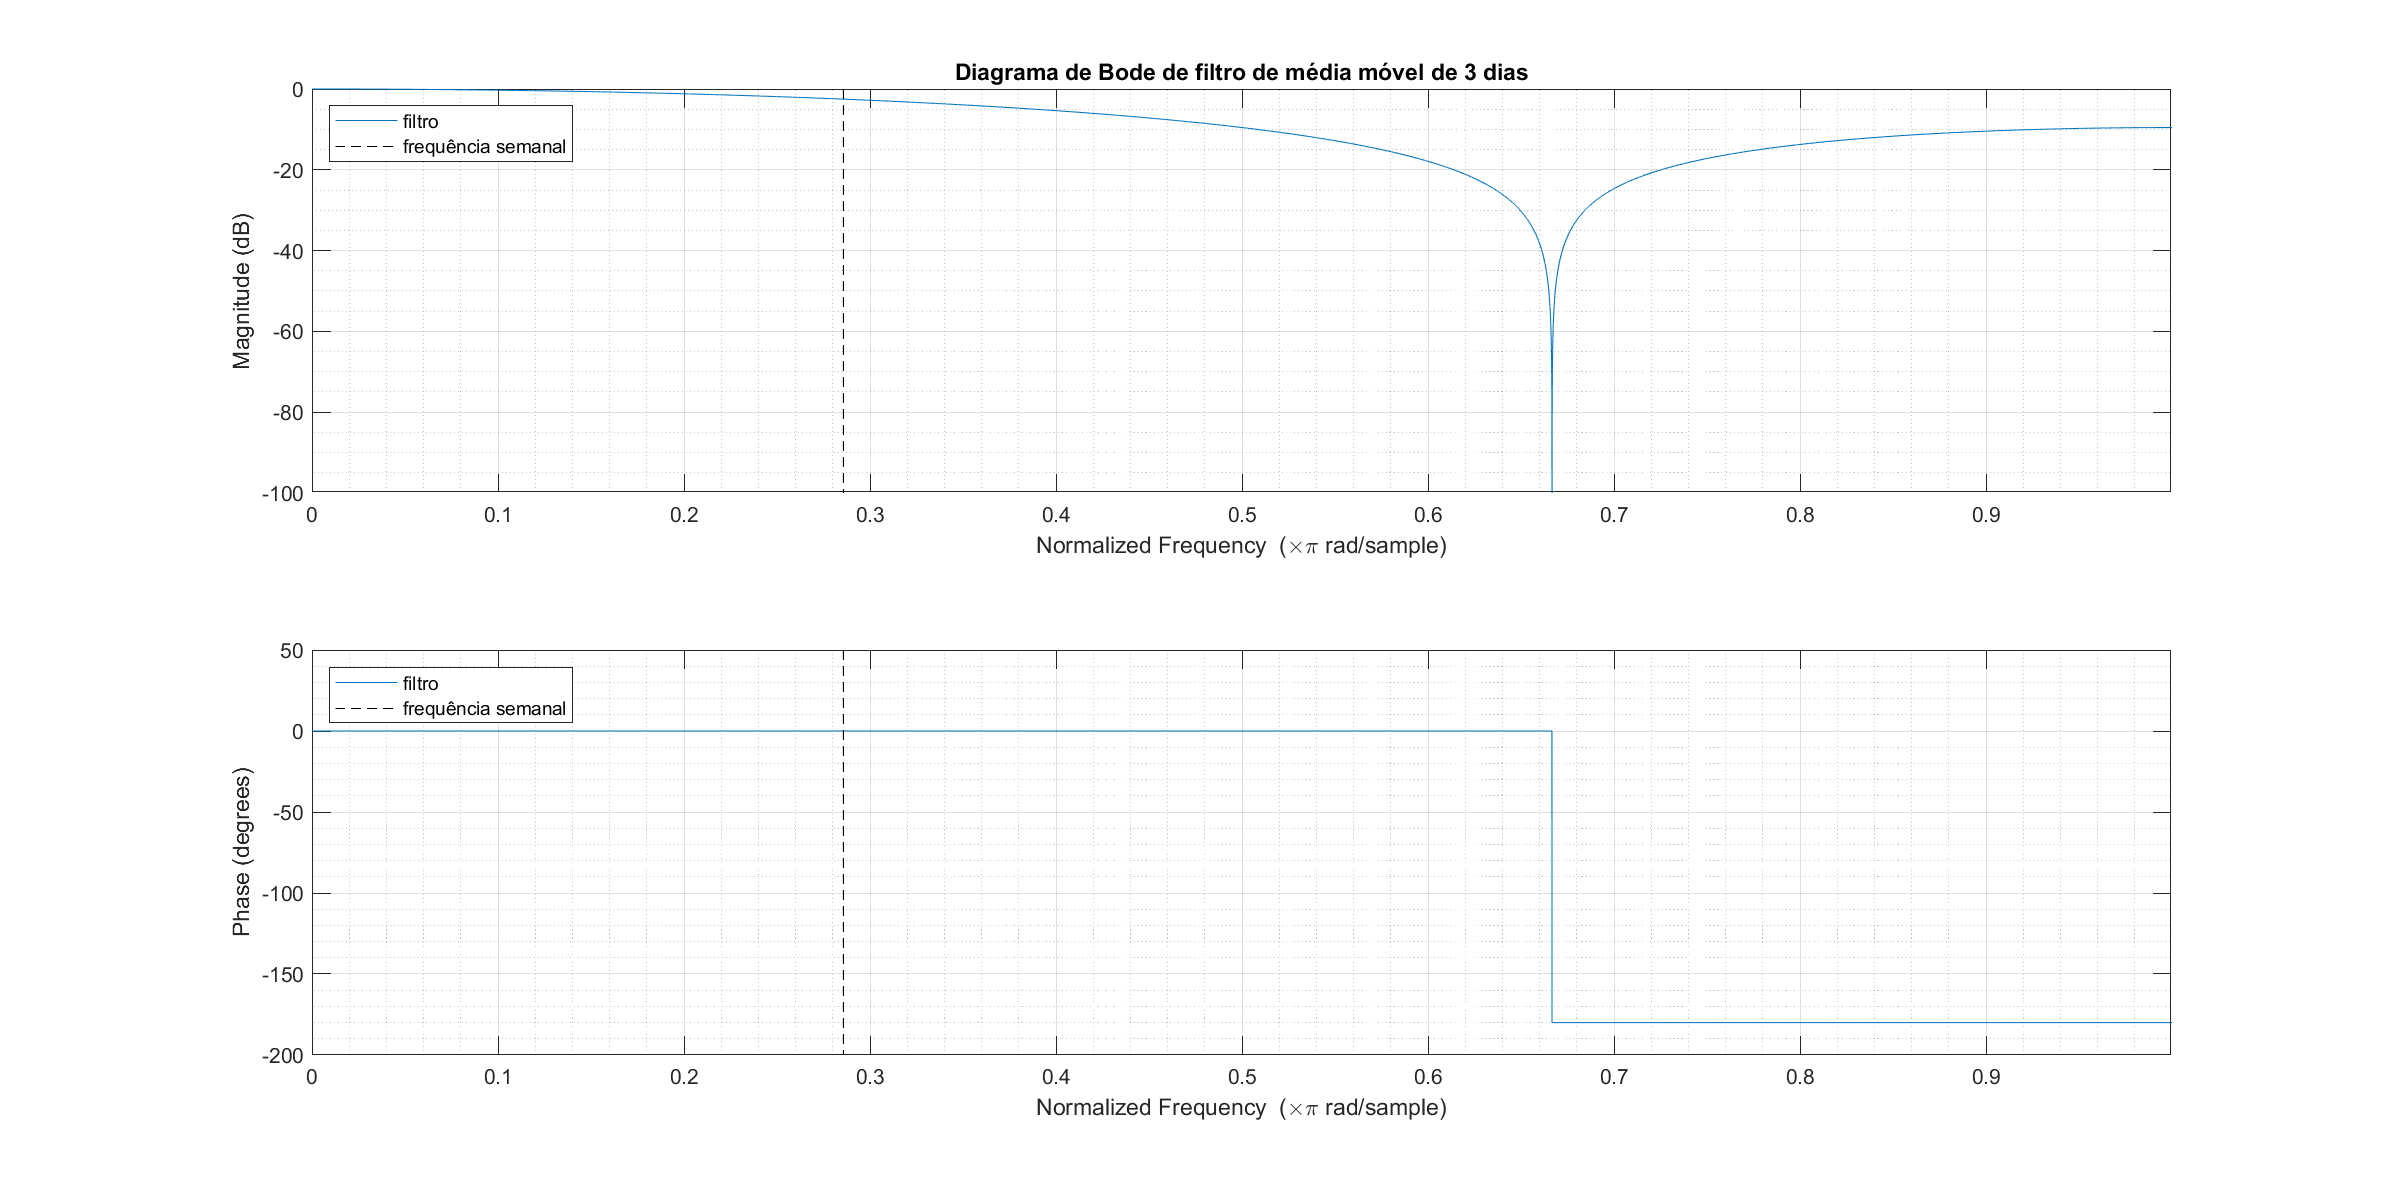 Diagrama de Bode de filtro de média móvel de 3 dias
0
-20
-40
-60
-80
-100
Magnitude (dB)
filtro
frequência semanal
0 0.1 0.2 0.3 0.4 0.5 0.6 0.7 0.8 0.9
Normalized Frequency (×π rad/sample)
50
0
-50
-100
-150
-200
Phase (degrees)
filtro
frequência semanal
0 0.1 0.2 0.3 0.4 0.5 0.6 0.7 0.8 0.9
Normalized Frequency (×π rad/sample)